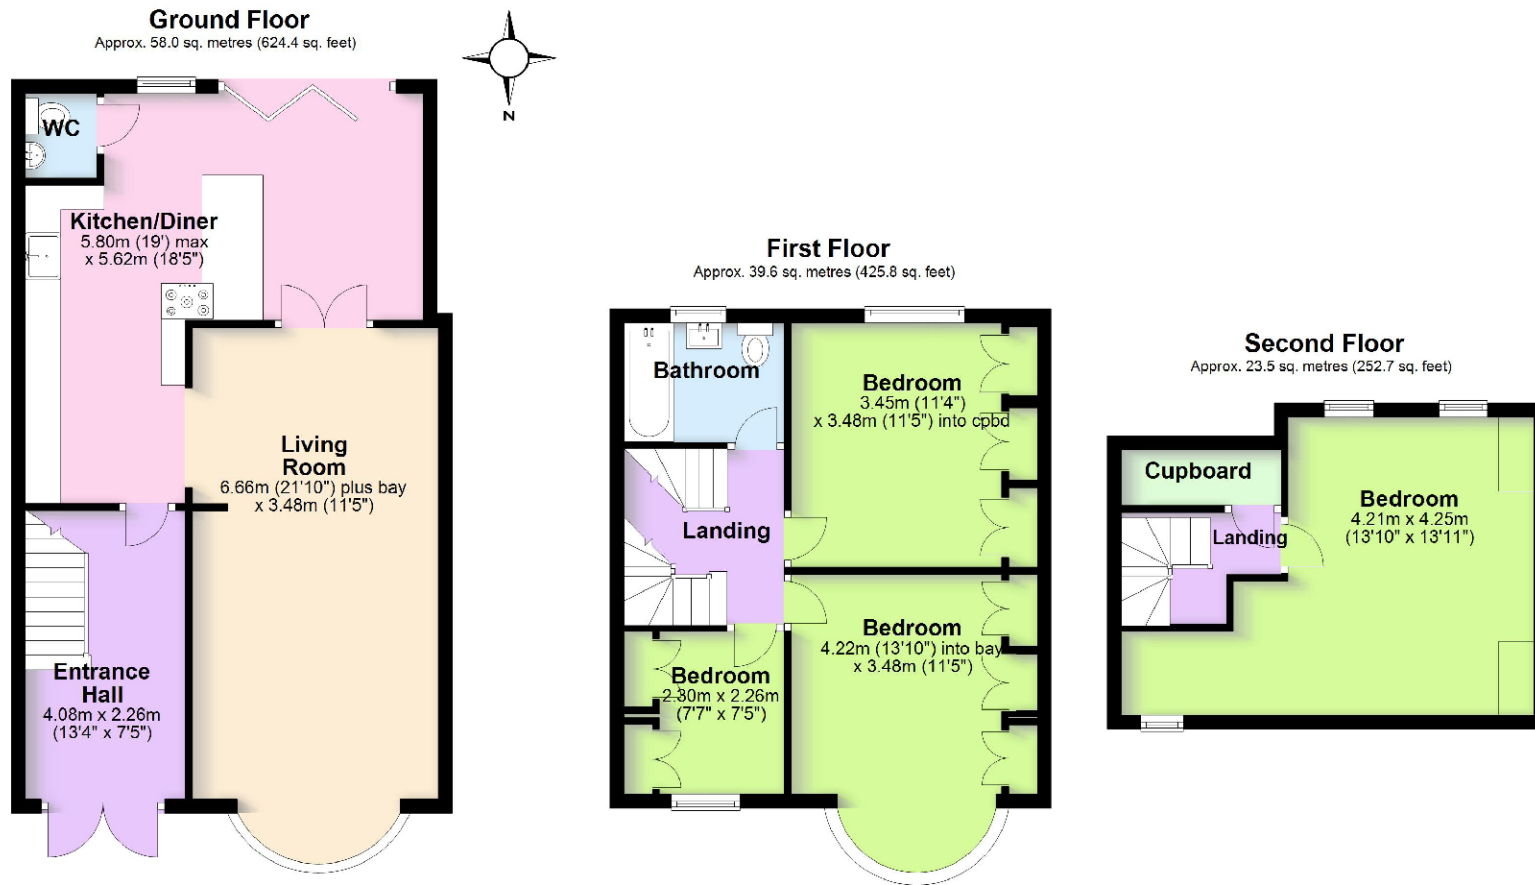 Ground Floor
Approx. 58.0 sq. metres (624.4 sq. feet)
N
WC
Kitchen/Diner
5.80m (19') max
x 5.62m (18'5")
Living
Room
6.66m (21'10") plus bay
x 3.48m (11'5")
Entrance
Hall
4.08m x 2.26m
(13'4" x 7'5")
First Floor
Approx. 39.6 sq. metres (425.8 sq. feet)
Bathroom
Bedroom
3.45m (11'4")
x 3.48m (11'5") into cpbd
Landing
Bedroom
4.22m (13'10") into bay
x 3.48m (11'5")
Bedroom
2.30m x 2.26m
(7'7" x 7'5")
Second Floor
Approx. 23.5 sq. metres (252.7 sq. feet)
Cupboard
Landing
Bedroom
4.21m x 4.25m
(13'10" x 13'11")